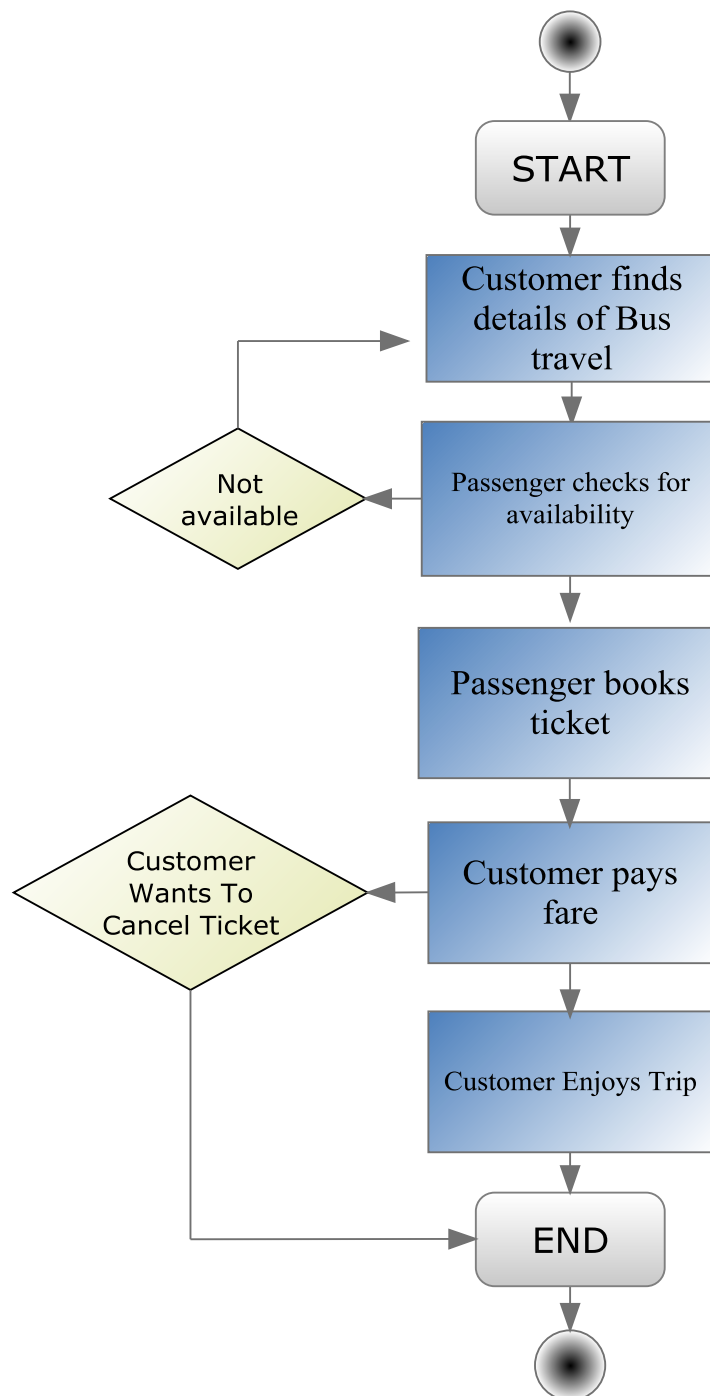 START
Customer finds
details of Bus
travel
Not
available
Passenger checks for
availability
Passenger books
ticket
Customer
Wants To
Cancel Ticket
Customer pays
fare
Customer Enjoys Trip
END